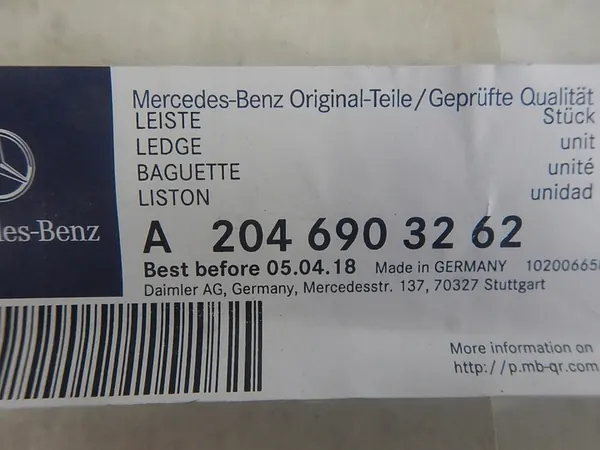 Mercedes-Benz Original-Teile/Geprüfte Qualität
LEISTE Stück
LEDGE unit
BAGUETTE unité
LISTON unidad
des-Benz
A 204 690 32 62
Best before 05.04.18 Made in GERMANY 10200665
Daimler AG, Germany, Mercedesstr. 137, 70327 Stuttgart
More information on
http://p.mb-qr.com